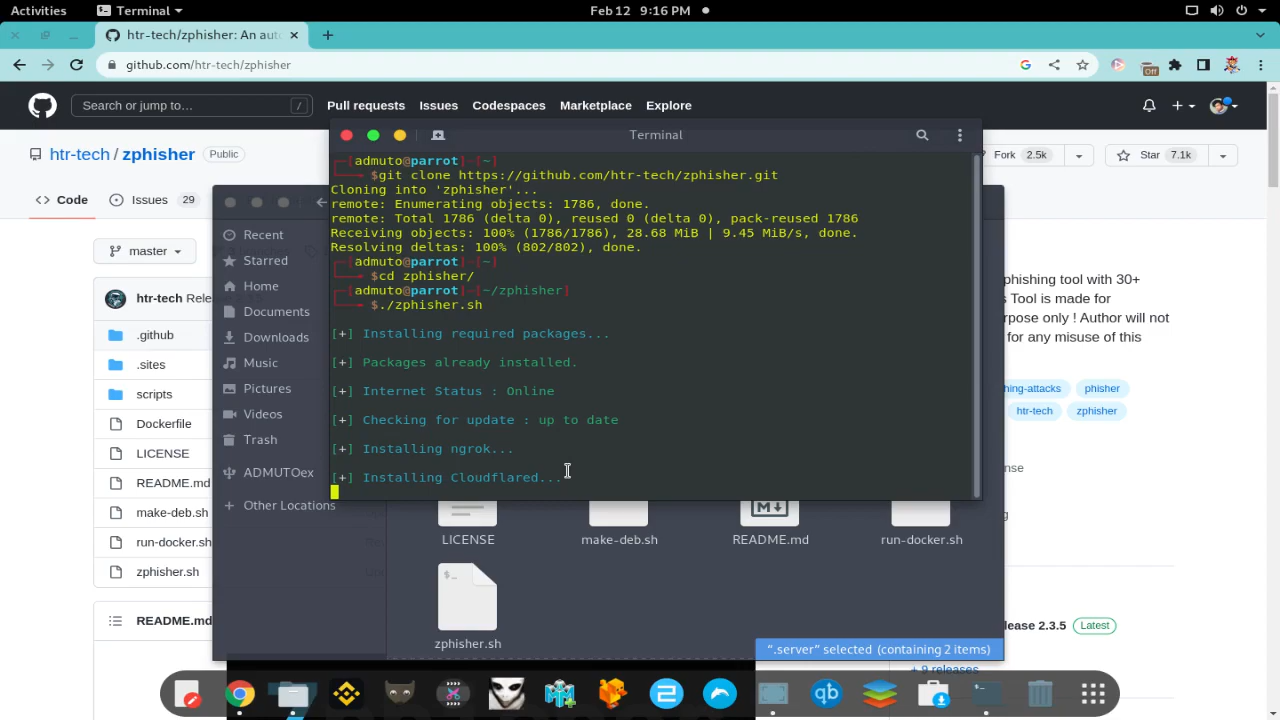 Activities
Terminal
Feb 12 9:16 PM
htr-tech/zphisher: An aut
github.com/htr-tech/zphisher
Off
Search or jump to…
/
Pull requests
Issues
Codespaces
Marketplace
Explore
htr-tech / zphisher
Public
Fork 2.5k
Star 7.1k
Code
Issues 29
master
htr-tech
.github
.sites
scripts
Dockerfile
LICENSE
README.md
make-deb.sh
run-docker.sh
zphisher.sh
README.md
Recent
Starred
Home
Documents
Downloads
Music
Pictures
Videos
Trash
ADMUTOex
Other Locations
Terminal
[admuto@parrot]-[~]
$git clone https://github.com/htr-tech/zphisher.git
Cloning into 'zphisher'...
remote: Enumerating objects: 1786, done.
remote: Total 1786 (delta 0), reused 0 (delta 0), pack-reused 1786
Receiving objects: 100% (1786/1786), 28.68 MiB | 9.45 MiB/s, done.
Resolving deltas: 100% (802/802), done.
[admuto@parrot]-[~]
$cd zphisher/
[admuto@parrot]-[~/zphisher]
$./zphisher.sh
[+] Installing required packages...
[+] Packages already installed.
[+] Internet Status : Online
[+] Checking for update : up to date
[+] Installing ngrok...
[+] Installing Cloudflared...
LICENSE
make-deb.sh
README.md
run-docker.sh
zphisher.sh
".server" selected (containing 2 items)
phishing tool with 30+
s Tool is made for
rpose only ! Author will not
for any misuse of this
hing-attacks
phisher
htr-tech
zphisher
lease 2.3.5
Latest
+ 9 releases